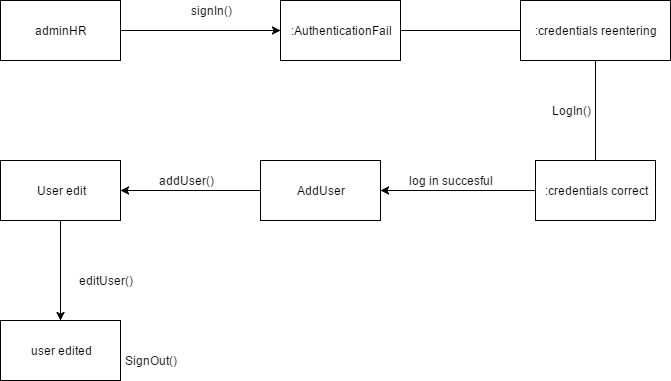 signIn()
adminHR
:AuthenticationFail
:credentials reentering
LogIn()
User edit
addUser()
AddUser
log in succesful
:credentials correct
editUser()
user edited
SignOut()